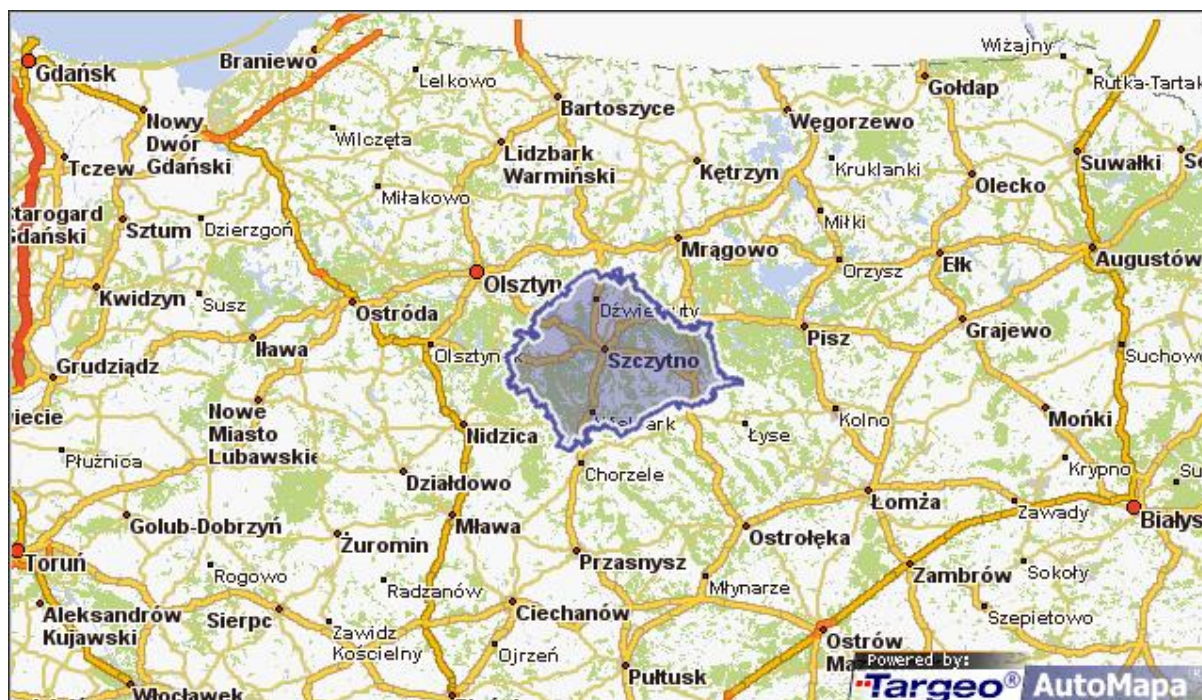 Wiżajny
Braniewo
Gdańsk
Lelkowo
Rutka-Tartak
Gołdap
Bartoszyce
Nowy
Dwór
Gdański
Węgorzewo
Wilczęta
Lidzbark
Warmiński
Suwałki
Tczew
Kętrzyn
Kruklanki
Olecko
Miłakowo
Starogard
Gdański
Sztum
Dzierzgoń
Miłki
Mrągowo
Augustów
Ełk
Orzysz
Olsztyn
Kwidzyn
Susz
Ostróda
Grajewo
Pisz
Iława
Olsztynek
Szczytno
Suchowo
Grudziądz
Nowe
Miasto
Lubawskie
Kolno
Mońki
Nidzica
Łyse
Płużnica
Krypno
Chorzele
Działdowo
Łomża
Zawady
Białys
Golub-Dobrzyń
Mława
Ostrołęka
Żuromin
Toruń
Przasnysz
Zambrów
Sokoły
Rogowo
Radzanów
Młynarze
Aleksandrów
Kujawski
Sierpc
Ciechanów
Szepietowo
Zawidz
Kościelny
Ostrów
Ojrzeń
Pułtusk
Powered by:
Targeo® AutoMapa
Włocławek